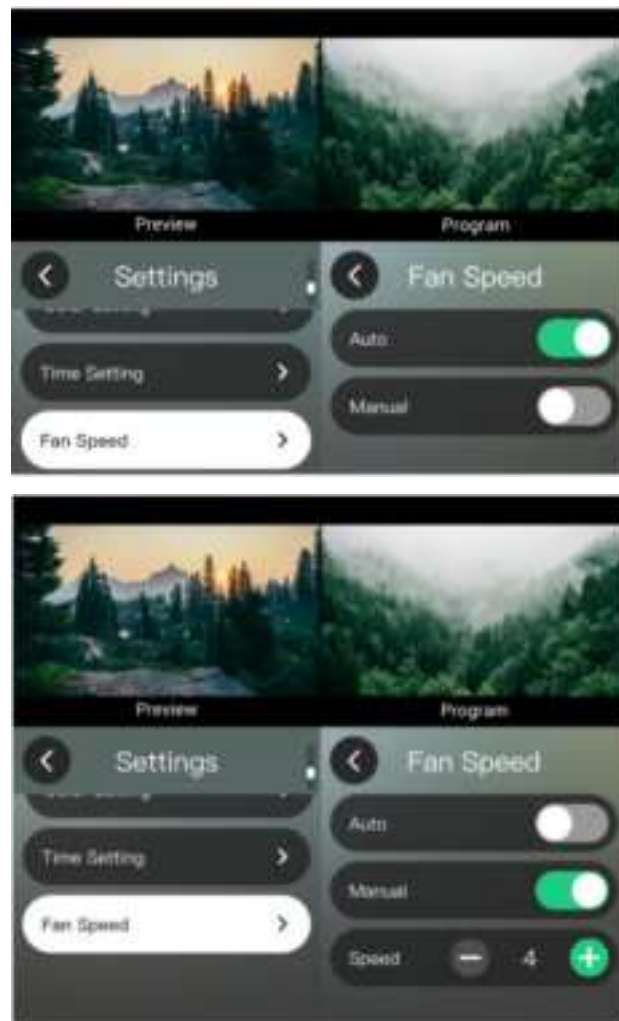 Preview Program
Settings Fan Speed
Auto
Time Setting
Manual
Fan Speed
Preview Program
Settings Fan Speed
Auto
Time Setting
Manual
Fan Speed
Speed 4